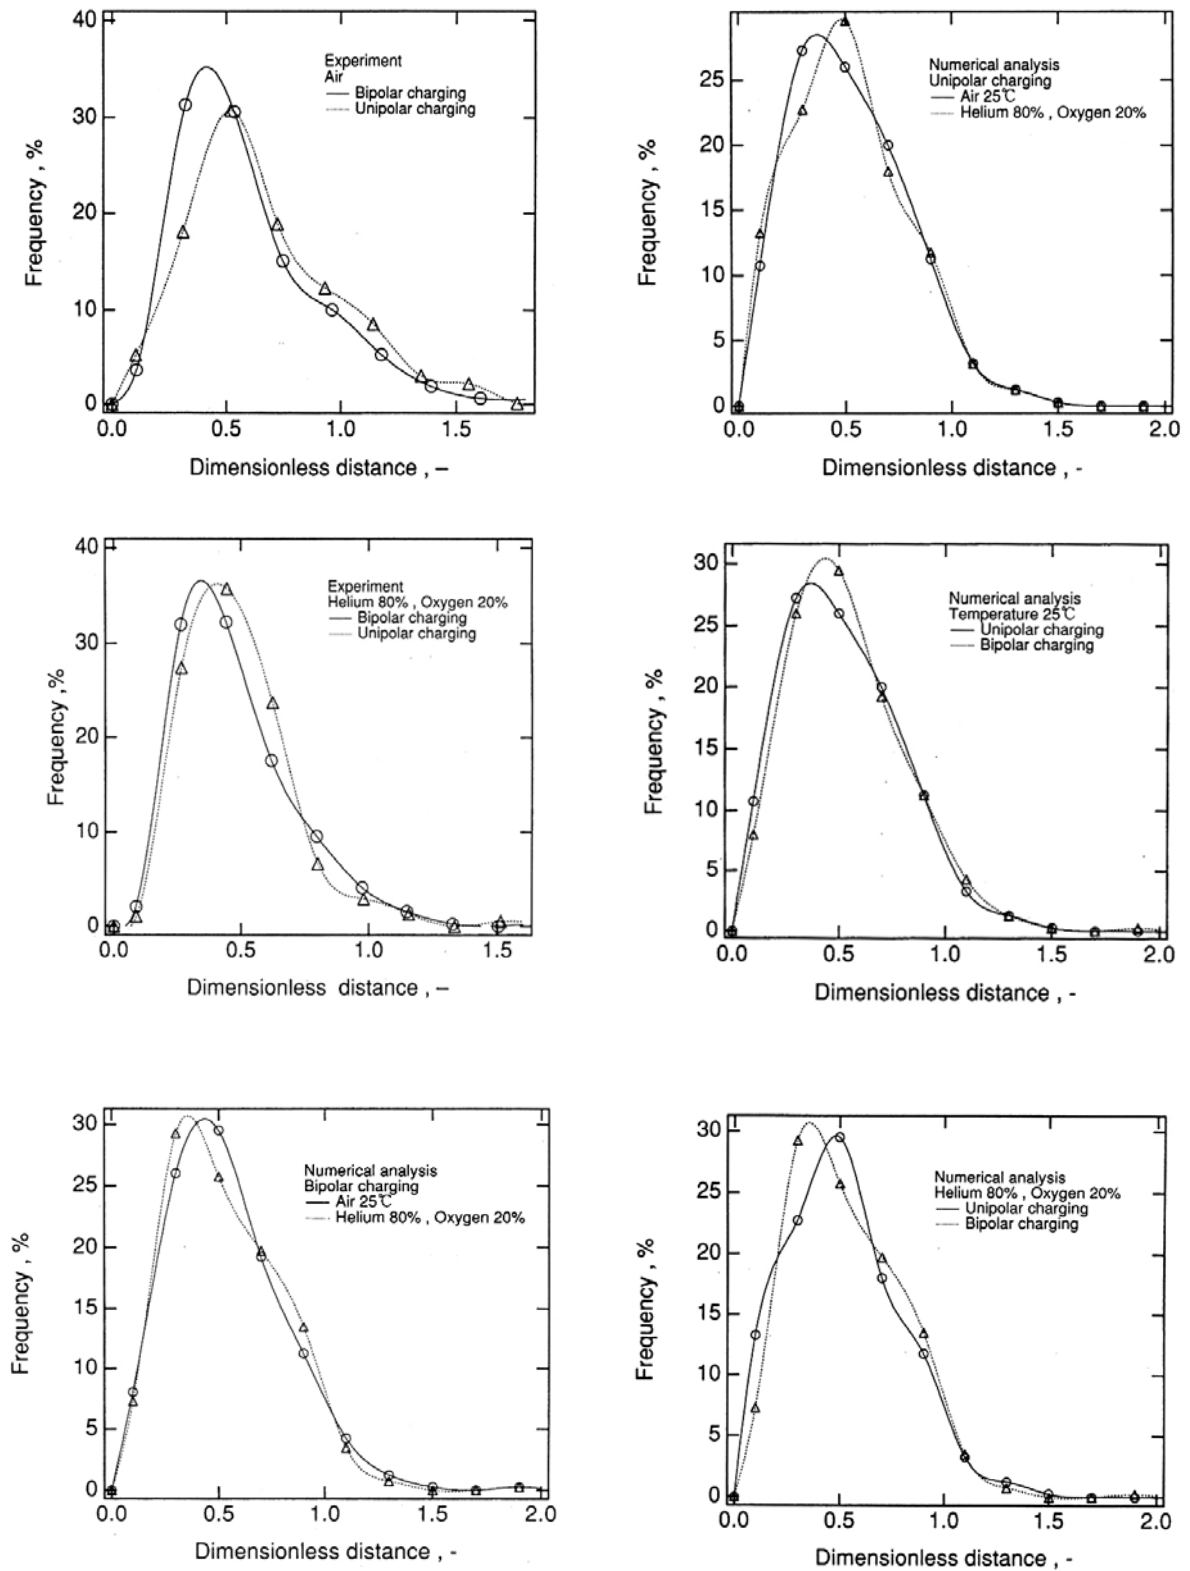 40
30
20
10
0
Frequency , %
Experiment
Air
Bipolar charging
Unipolar charging
0.0 0.5 1.0 1.5
Dimensionless distance , –
25
20
15
10
5
0
Frequency , %
Numerical analysis
Unipolar charging
Air 25℃
Helium 80% , Oxygen 20%
0.0 0.5 1.0 1.5 2.0
Dimensionless distance , -
40
30
20
10
0
Frequency ,%
Experiment
Helium 80% , Oxygen 20%
Bipolar charging
Unipolar charging
0.0 0.5 1.0 1.5
Dimensionless distance , –
30
25
20
15
10
5
0
Frequency , %
Numerical analysis
Temperature 25℃
Unipolar charging
Bipolar charging
0.0 0.5 1.0 1.5 2.0
Dimensionless distance , -
30
25
20
15
10
5
0
Frequency , %
Numerical analysis
Bipolar charging
Air 25℃
Helium 80% , Oxygen 20%
0.0 0.5 1.0 1.5 2.0
Dimensionless distance , -
30
25
20
15
10
5
0
Frequency , %
Numerical analysis
Helium 80% , Oxygen 20%
Unipolar charging
Bipolar charging
0.0 0.5 1.0 1.5 2.0
Dimensionless distance , -